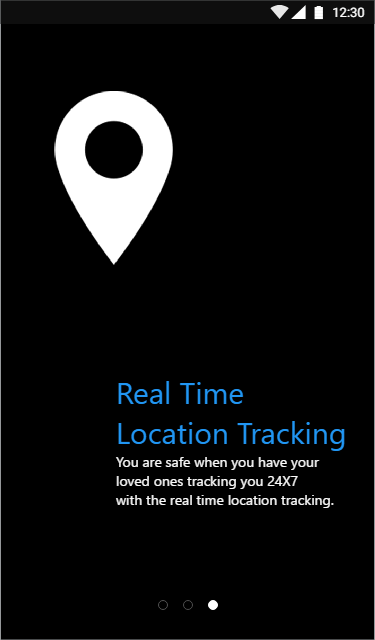 12:30
Real Time
Location Tracking
You are safe when you have your
loved ones tracking you 24X7
with the real time location tracking.